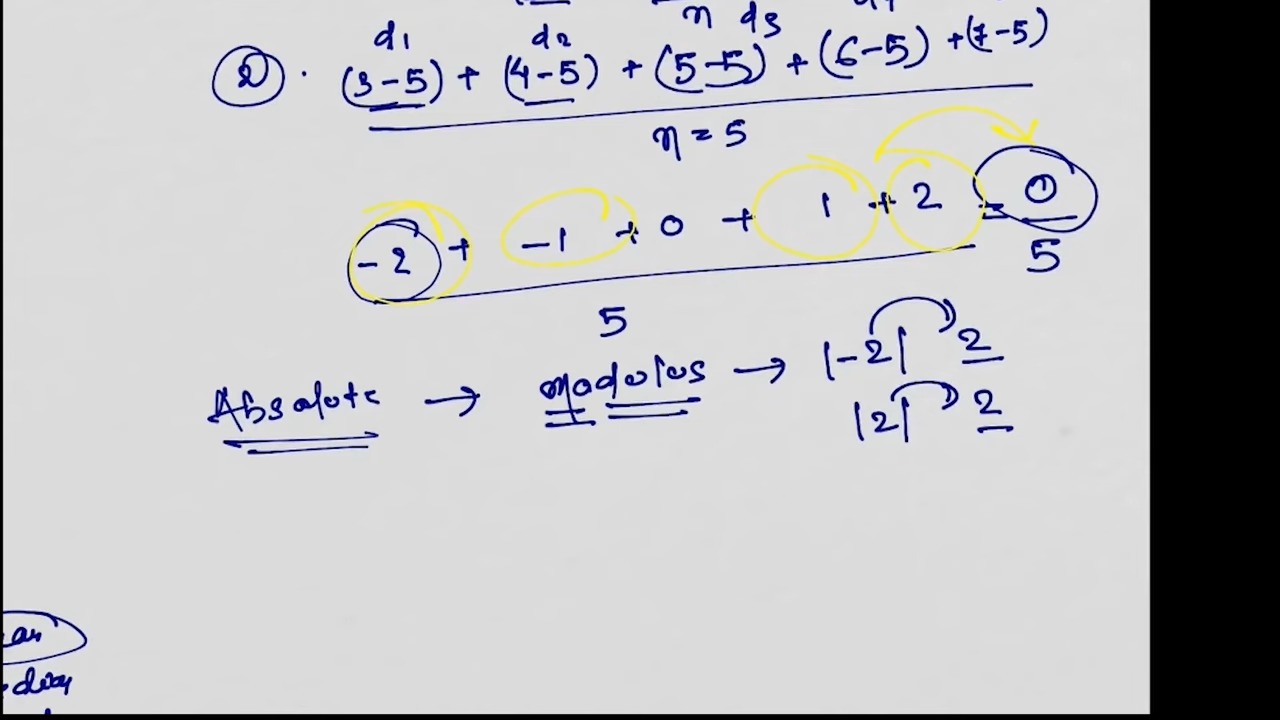 n
d1 d2 d3
② . (3-5) + (4-5) + (5-5) + (6-5) + (7-5)
n = 5
-2 + -1 + 0 + 1 + 2 = 0
5 5
Absolute → modulus → |-2| 2
|2| 2
an